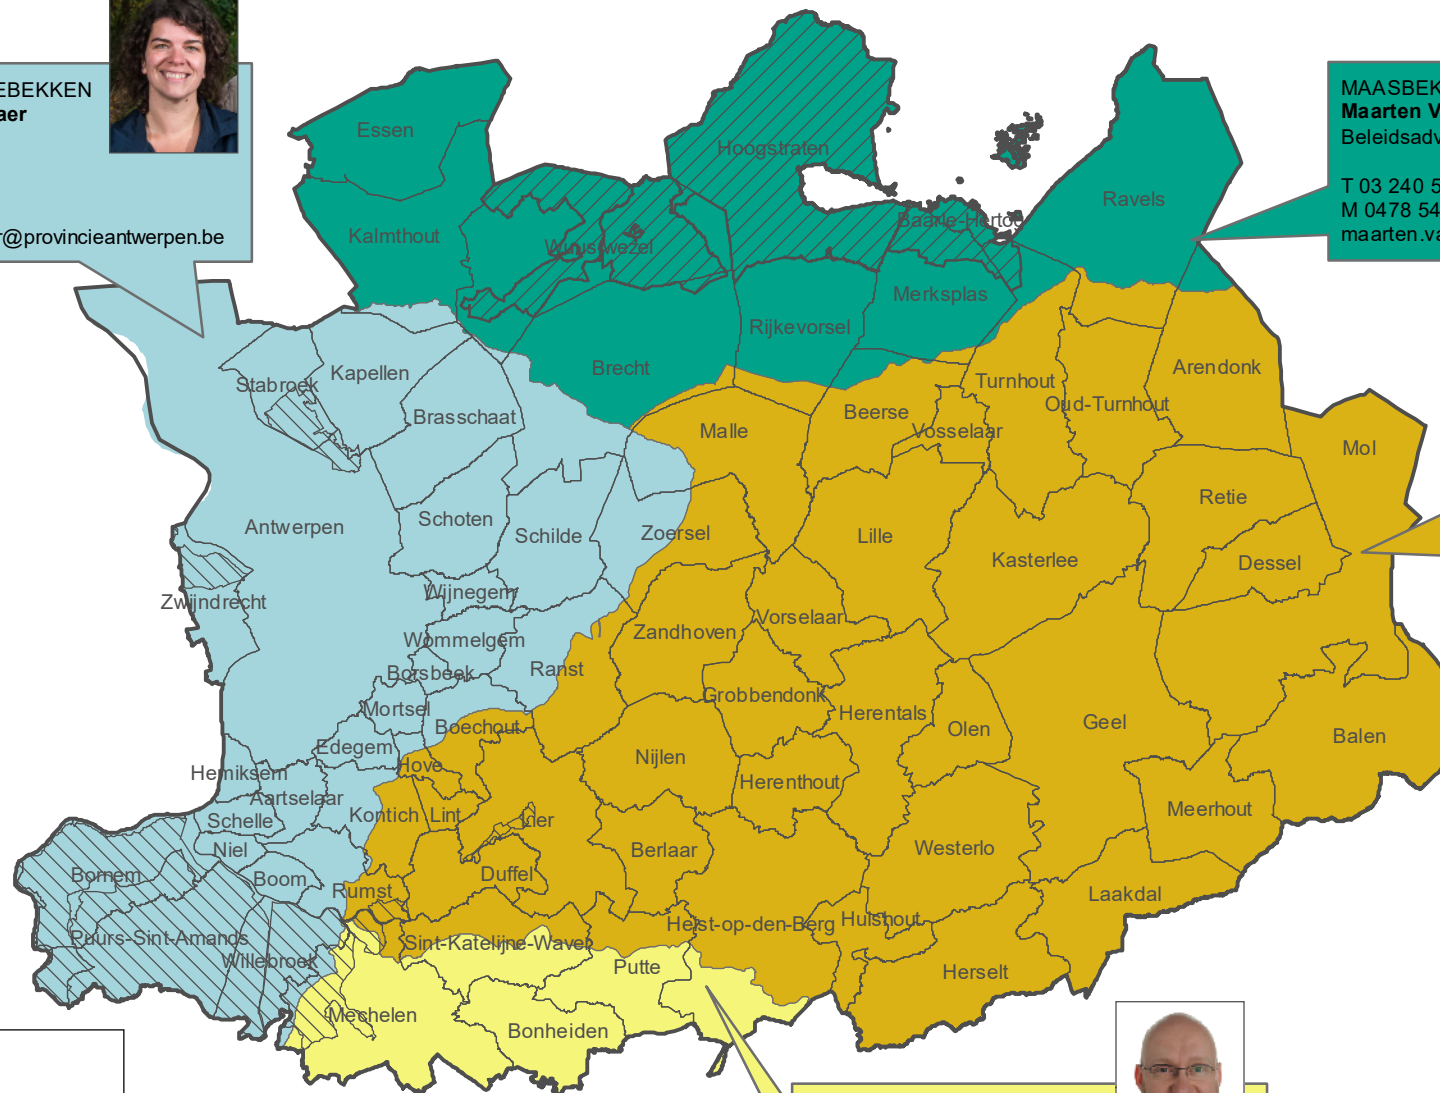 EBEKKEN
aer
r@provincieantwerpen.be
MAASBEK
Maarten V
Beleidsadv
T 03 240 5
M 0478 54
maarten.va
Essen
Hoogstraten
Ravels
Baarle-Hertog
Kalmthout
Wuustwezel
Merksplas
Rijkevorsel
Brecht
Kapellen
Stabroek
Turnhout
Arendonk
Oud-Turnhout
Brasschaat
Beerse
Malle
Vosselaar
Mol
Retie
Schoten
Antwerpen
Schilde
Zoersel
Lille
Kasterlee
Dessel
Wijnegem
Zwijndrecht
Vorselaar
Zandhoven
Wommelgem
Borsbeek
Ranst
Grobbendonk
Mortsel
Herentals
Boechout
Olen
Geel
Balen
Edegem
Nijlen
Hemiksem
Hove
Herenthout
Aartselaar
Meerhout
Kontich
Lint
Schelle
Lier
Niel
Berlaar
Westerlo
Bornem
Boom
Duffel
Rumst
Laakdal
Heist-op-den-Berg
Hulshout
Puurs-Sint-Amands
Sint-Katelijne-Waver
Willebroek
Putte
Herselt
Mechelen
Bonheiden